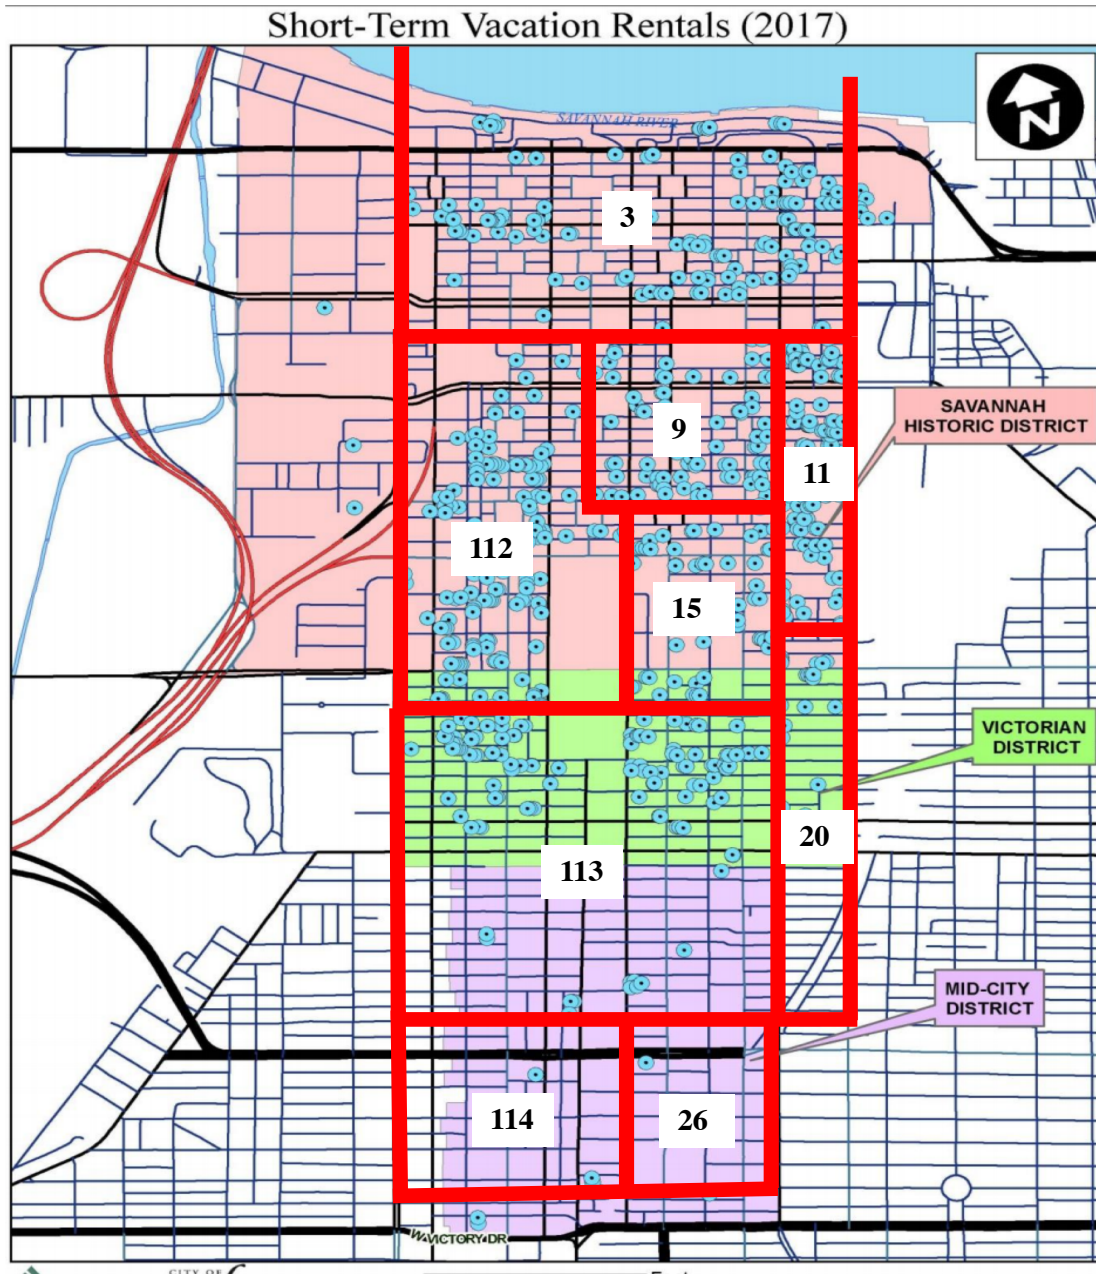 Short-Term Vacation Rentals (2017)
N
SAVANNAH RIVER
3
SAVANNAH
HISTORIC DISTRICT
9
11
112
15
VICTORIAN
DISTRICT
20
113
MID-CITY
DISTRICT
114
26
W VICTORY DR
CITY OF